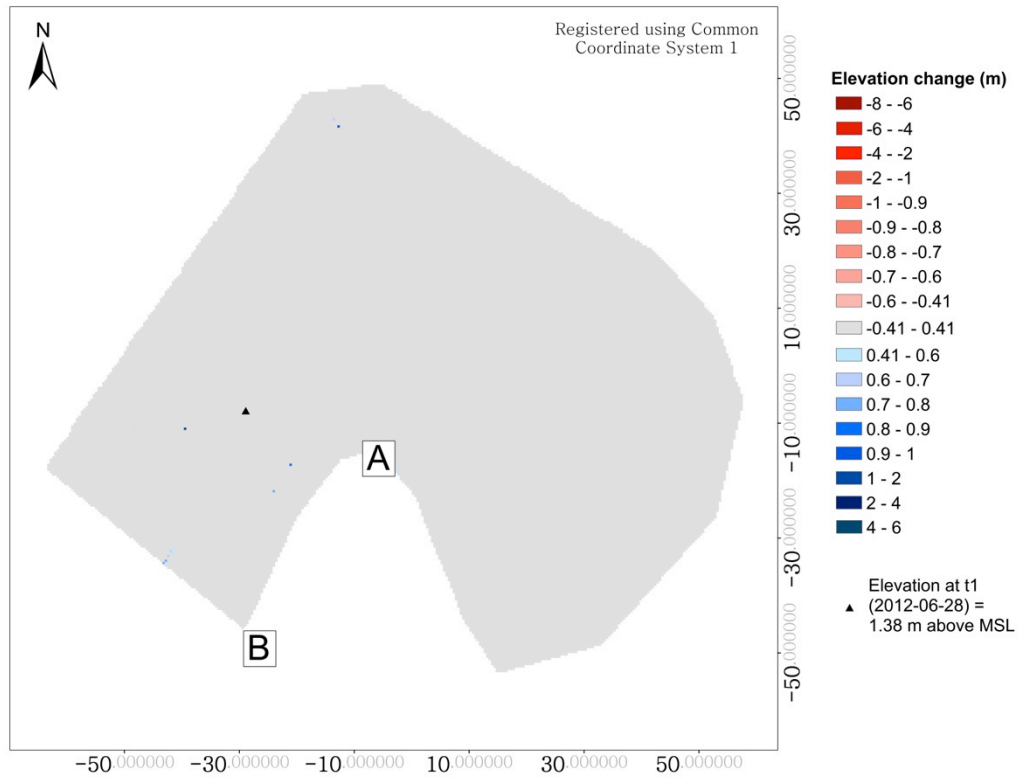 N
Registered using Common
Coordinate System 1
A
B
50.000000
30.000000
10.000000
-10.000000
-30.000000
-50.000000
-50.000000 -30.000000 -10.000000 10.000000 30.000000 50.000000
Elevation change (m)
-8 - -6
-6 - -4
-4 - -2
-2 - -1
-1 - -0.9
-0.9 - -0.8
-0.8 - -0.7
-0.7 - -0.6
-0.6 - -0.41
-0.41 - 0.41
0.41 - 0.6
0.6 - 0.7
0.7 - 0.8
0.8 - 0.9
0.9 - 1
1 - 2
2 - 4
4 - 6
Elevation at t1
(2012-06-28) =
1.38 m above MSL